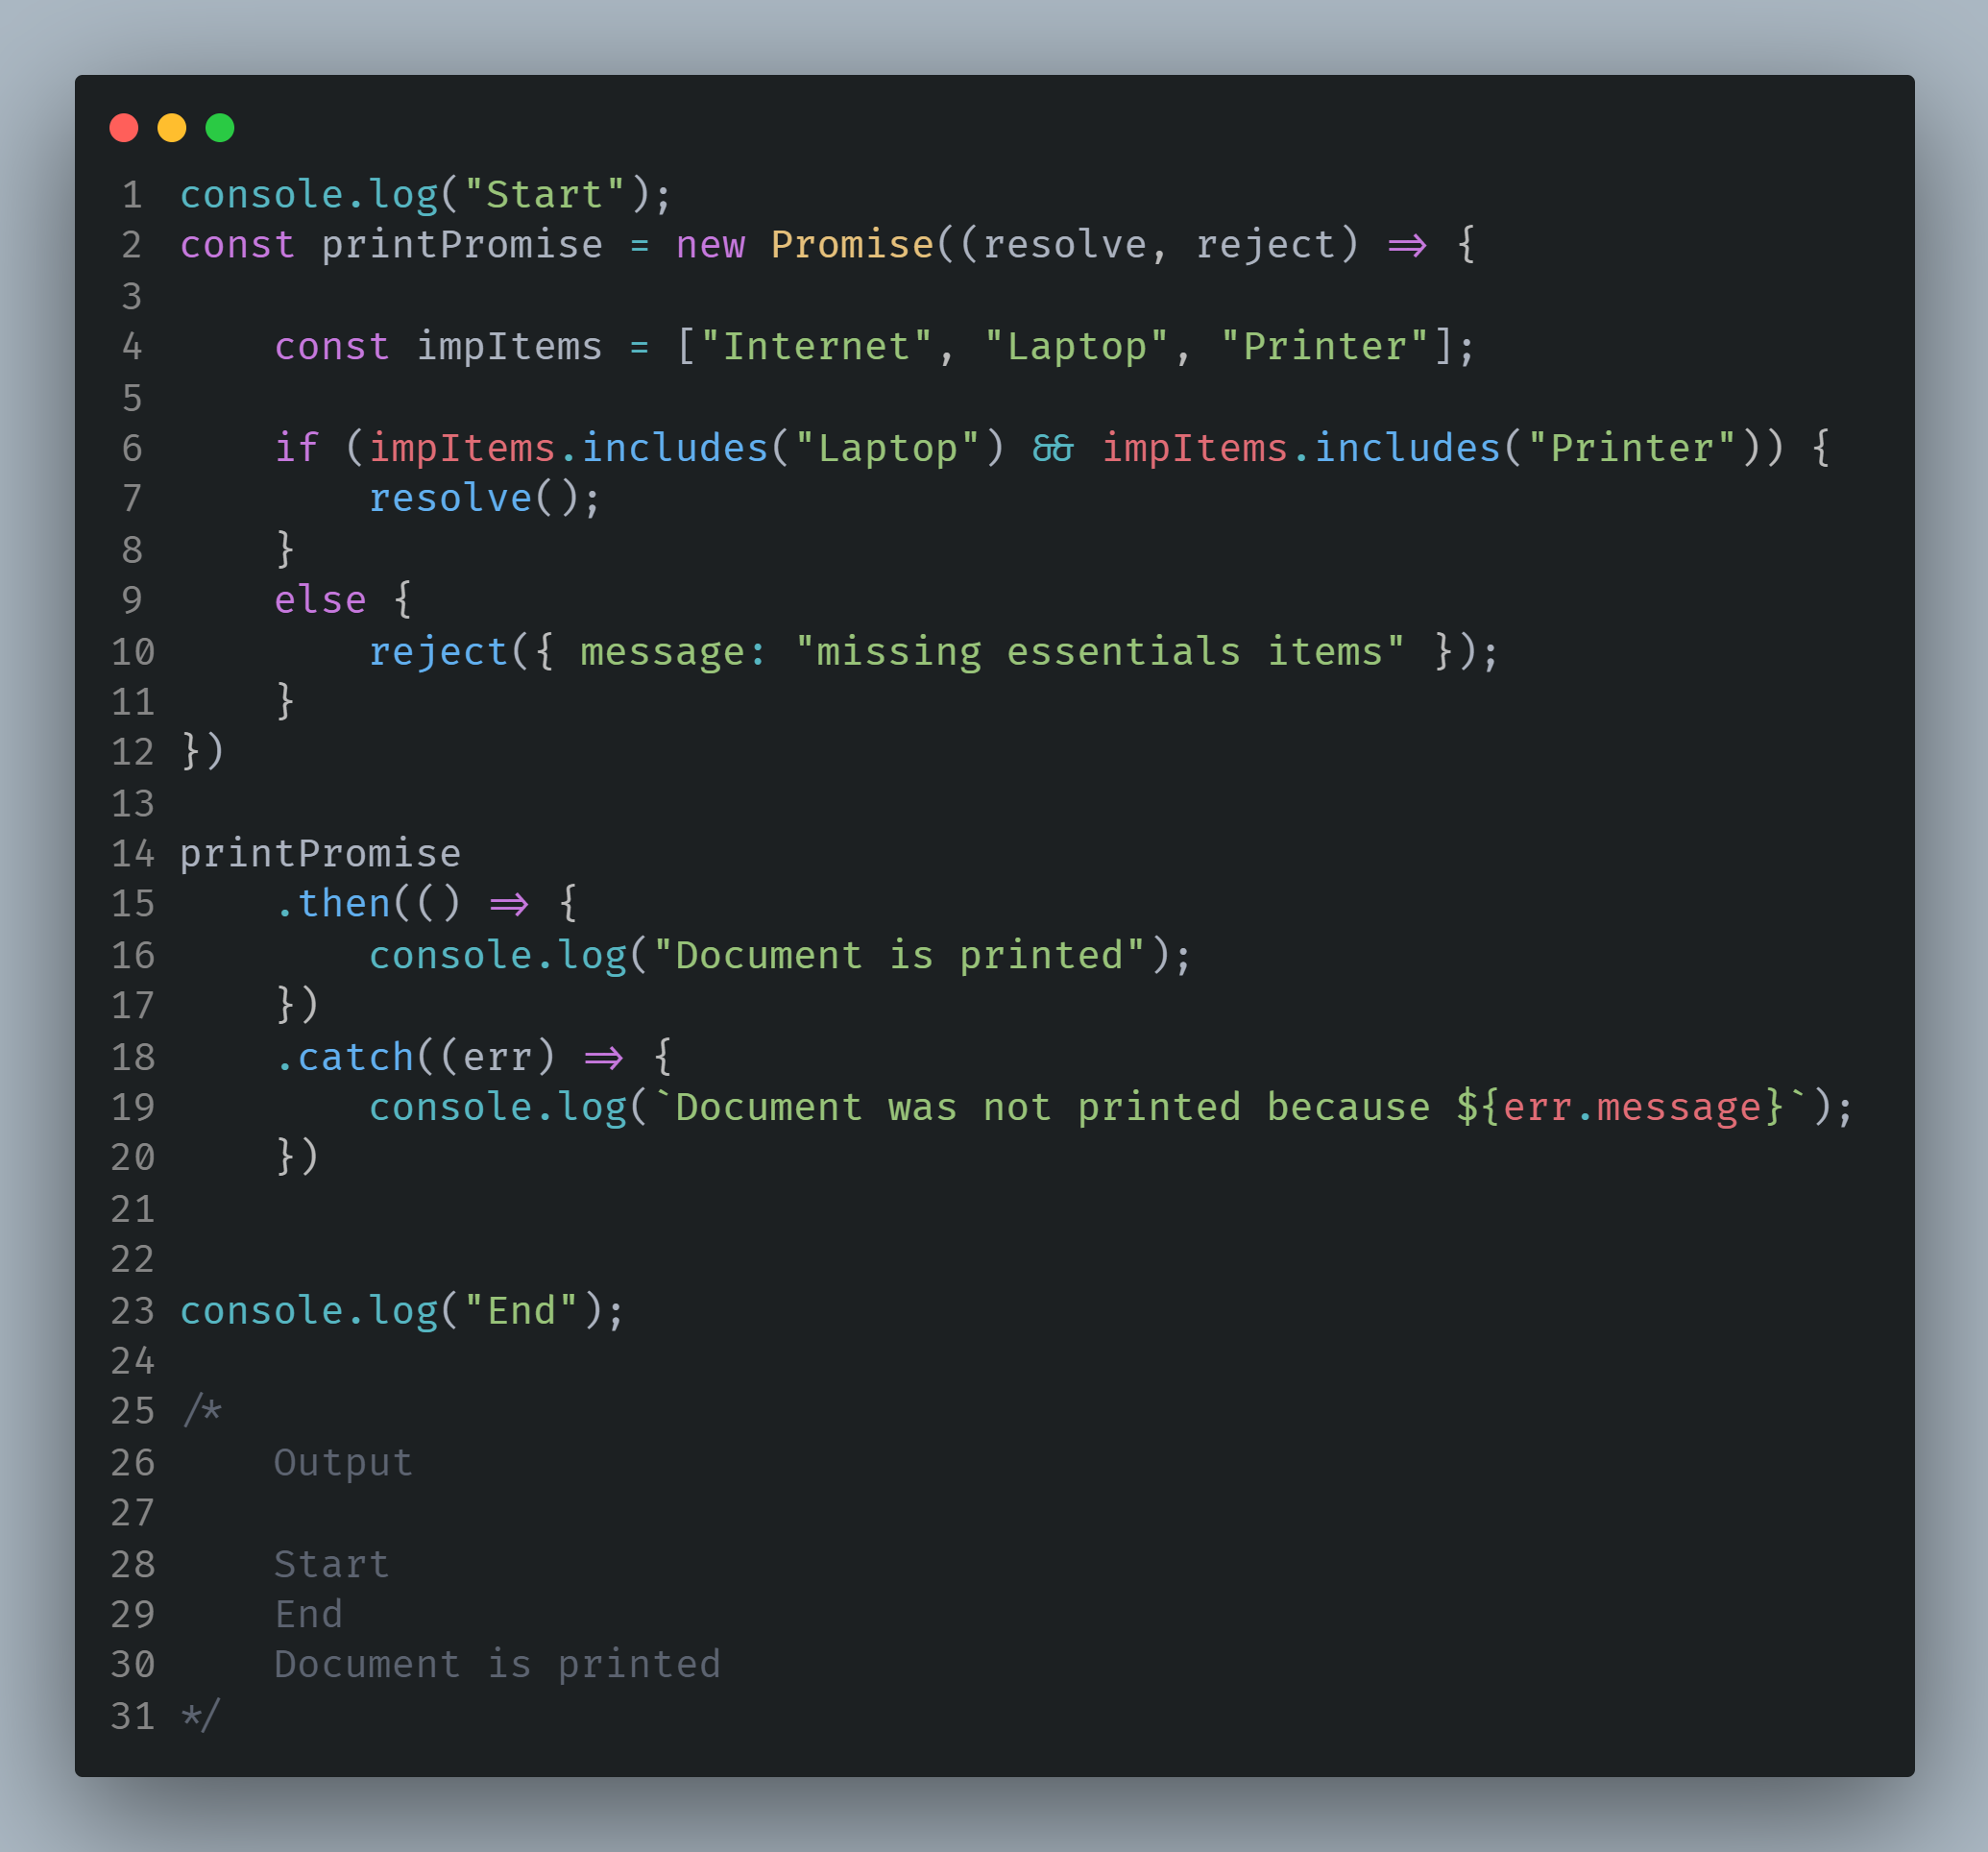 1 console.log("Start");
2 const printPromise = new Promise((resolve, reject) => {
3
4     const impItems = ["Internet", "Laptop", "Printer"];
5
6     if (impItems.includes("Laptop") && impItems.includes("Printer")) {
7         resolve();
8     }
9     else {
10         reject({ message: "missing essentials items" });
11     }
12 })
13
14 printPromise
15     .then(() => {
16         console.log("Document is printed");
17     })
18     .catch((err) => {
19         console.log(`Document was not printed because ${err.message}`);
20     })
21
22
23 console.log("End");
24
25 /*
26     Output
27
28     Start
29     End
30     Document is printed
31 */